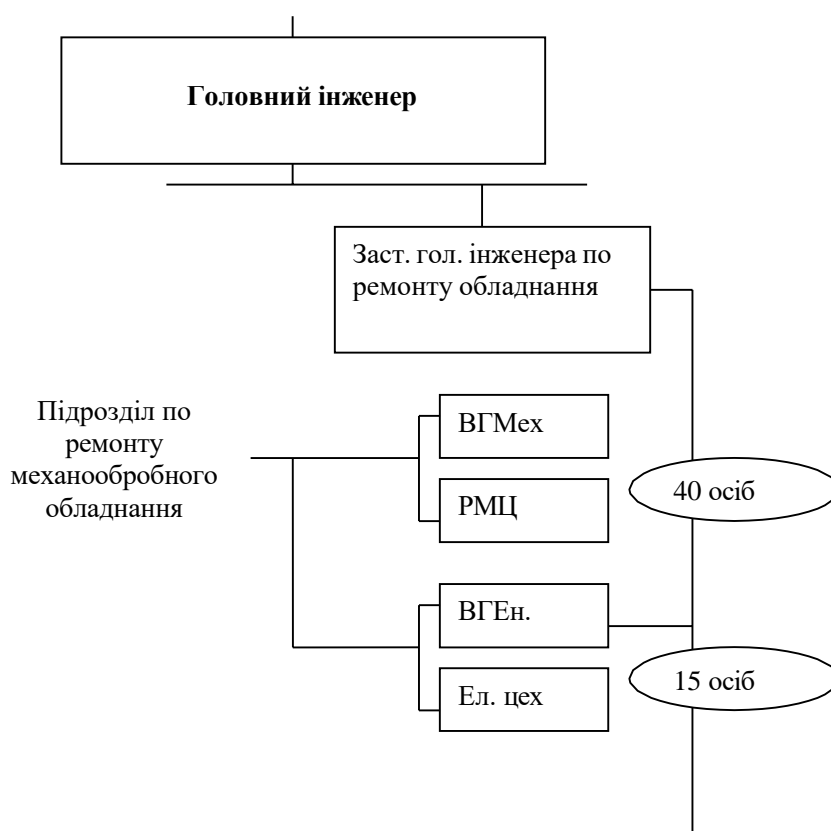 Головний інженер
Заст. гол. інженера по
ремонту обладнання
Підрозділ по
ремонту
механообробного
обладнання
ВГМех
РМЦ
40 осіб
ВГЕн.
Ел. цех
15 осіб